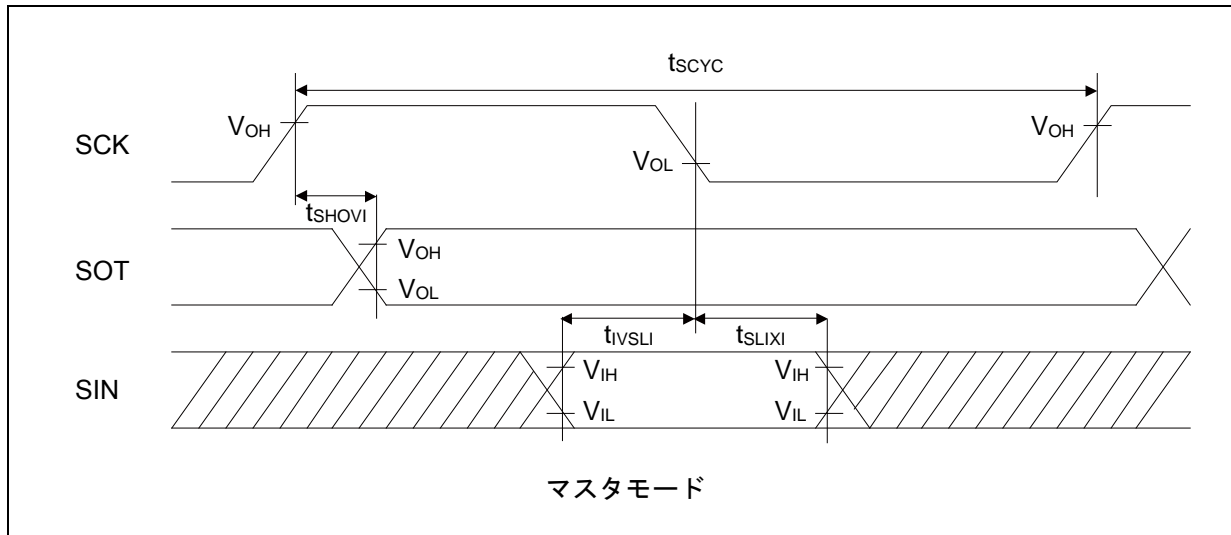 tSCYC
SCK
VOH
VOL
VOH
tSHOVI
SOT
VOH
VOL
tIVSLI
tSLIXI
SIN
VIH
VIL
VIH
VIL
マスタモード